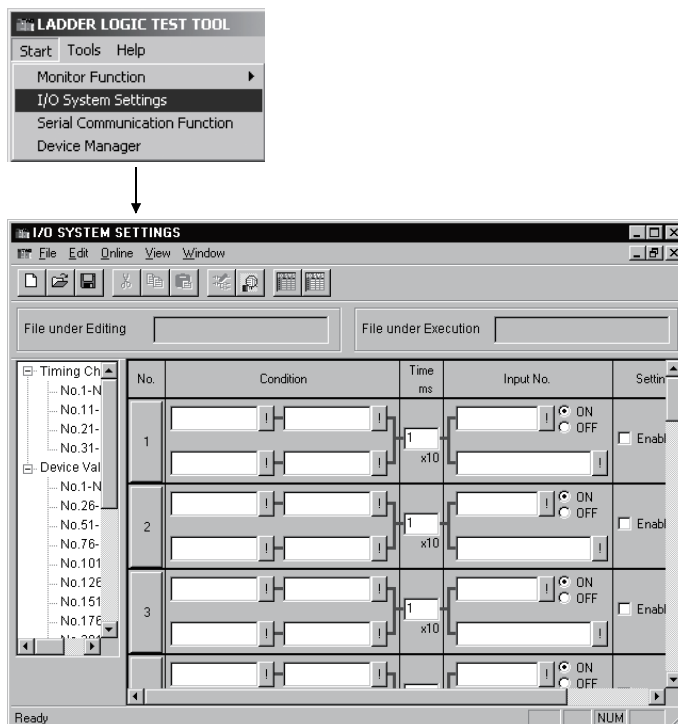 LADDER LOGIC TEST TOOL
Start Tools Help
Monitor Function
I/O System Settings
Serial Communication Function
Device Manager
I/O SYSTEM SETTINGS
File Edit Online View Window
File under Editing File under Execution
Timing Ch
No.1-N
No.11-
No.21-
No.31-
Device Val
No.1-N
No.26-
No.51-
No.76-
No.101
No.126
No.151
No.176
No. Condition Time ms Input No. Settin
1 ! ! 1 x10 ! ON OFF ! Enabl
! !
2 ! ! 1 x10 ! ON OFF ! Enabl
! !
3 ! ! 1 x10 ! ON OFF ! Enabl
! !
! ! ! ON OFF
Ready NUM